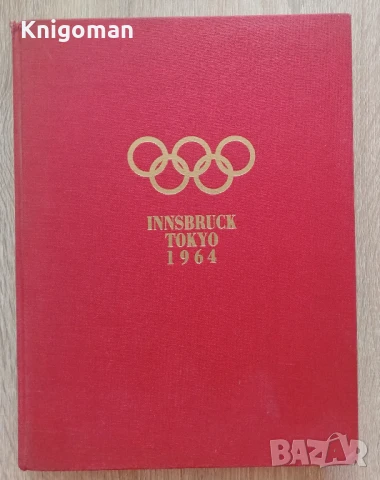 Knigoman
INNSBRUCK
TOKYO
1964
BAZAR